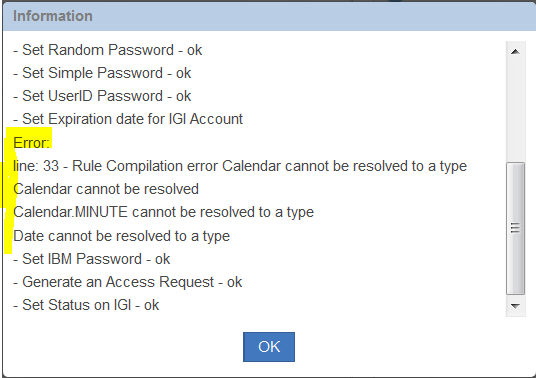 Information
- Set Random Password - ok
- Set Simple Password - ok
- Set UserID Password - ok
- Set Expiration date for IGI Account
Error:
line: 33 - Rule Compilation error Calendar cannot be resolved to a type
Calendar cannot be resolved
Calendar.MINUTE cannot be resolved to a type
Date cannot be resolved to a type
- Set IBM Password - ok
- Generate an Access Request - ok
- Set Status on IGI - ok
OK